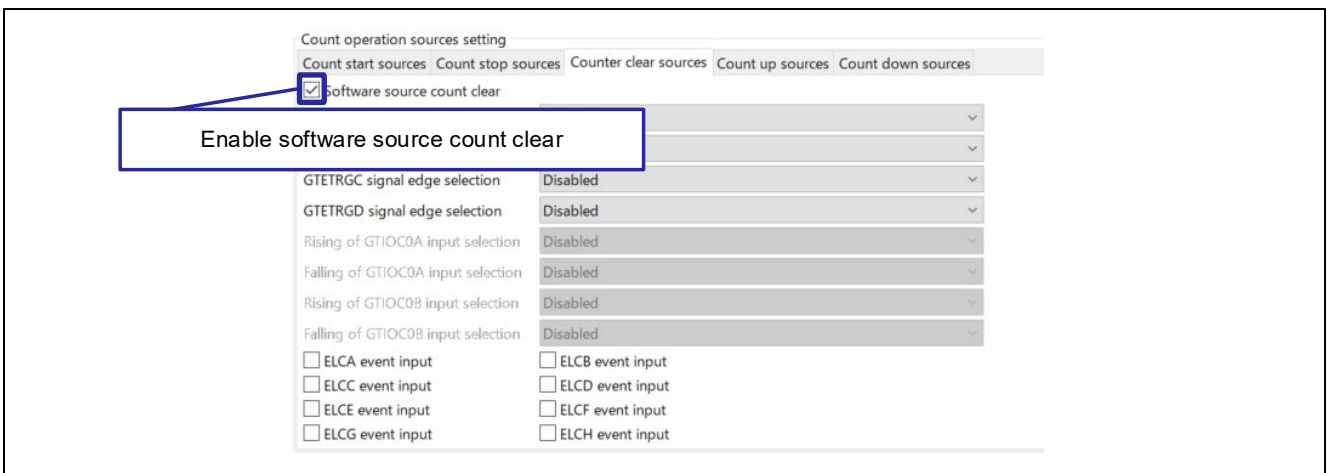 Count operation sources setting
Count start sources Count stop sources Counter clear sources Count up sources Count down sources
Software source count clear
Enable software source count clear
GTETRGC signal edge selection Disabled
GTETRGD signal edge selection Disabled
Rising of GTIOC0A input selection Disabled
Falling of GTIOC0A input selection Disabled
Rising of GTIOC0B input selection Disabled
Falling of GTIOC0B input selection Disabled
ELCA event input ELCB event input
ELCC event input ELCD event input
ELCE event input ELCF event input
ELCG event input ELCH event input